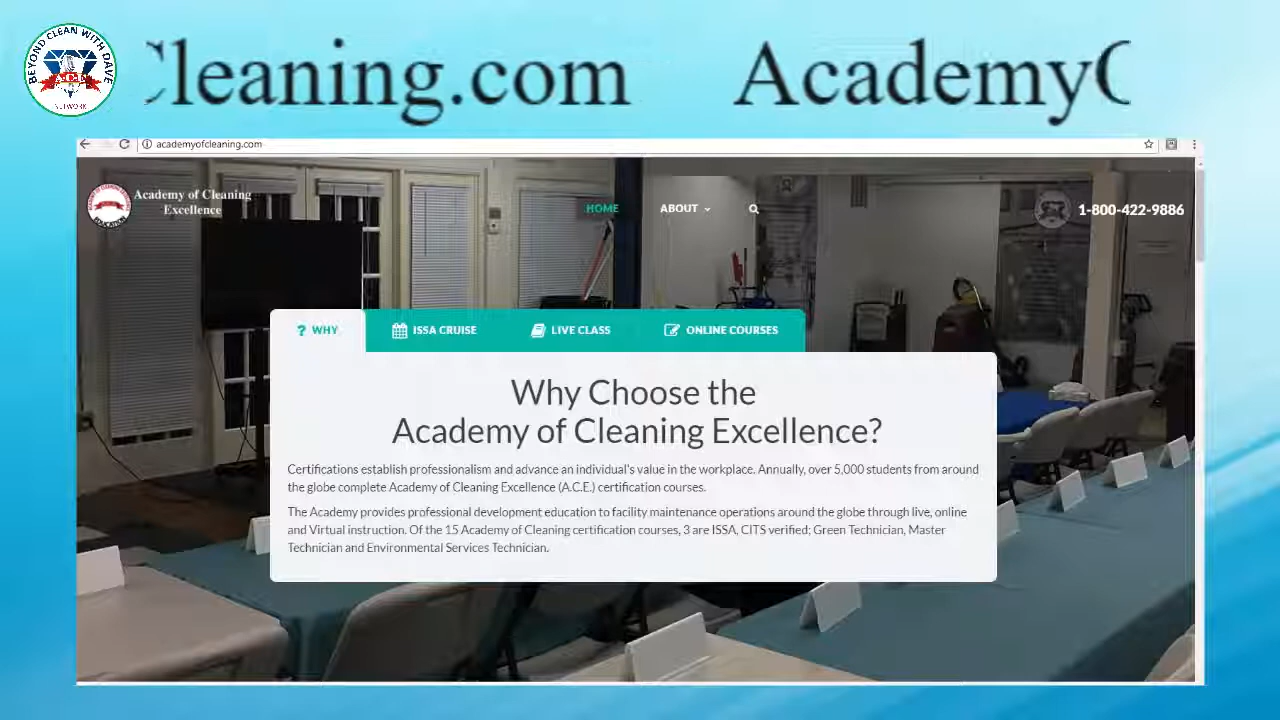 BEYOND CLEAN WITH DAVE
A.C.E.
NETWORK
Cleaning.com AcademyC
academyofcleaning.com
Academy of Cleaning
Excellence
EDUCATION
HOME
ABOUT
1-800-422-9886
? WHY
ISSA CRUISE
LIVE CLASS
ONLINE COURSES
Why Choose the
Academy of Cleaning Excellence?
Certifications establish professionalism and advance an individual's value in the workplace. Annually, over 5,000 students from around
the globe complete Academy of Cleaning Excellence (A.C.E.) certification courses.
The Academy provides professional development education to facility maintenance operations around the globe through live, online
and Virtual instruction. Of the 15 Academy of Cleaning certification courses, 3 are ISSA, CITS verified; Green Technician, Master
Technician and Environmental Services Technician.